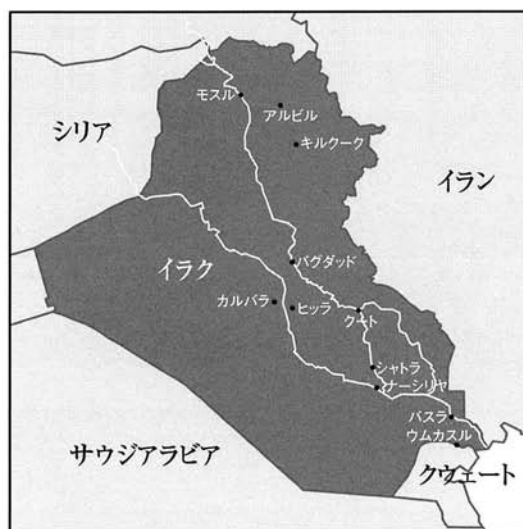 モスル
アルビル
シリア
キルクーク
イラン
イラク
バグダッド
カルバラ
ヒッラ
クート
シャトラ
ナーシリヤ
バスラ
ウムカスル
サウジアラビア
クウェート